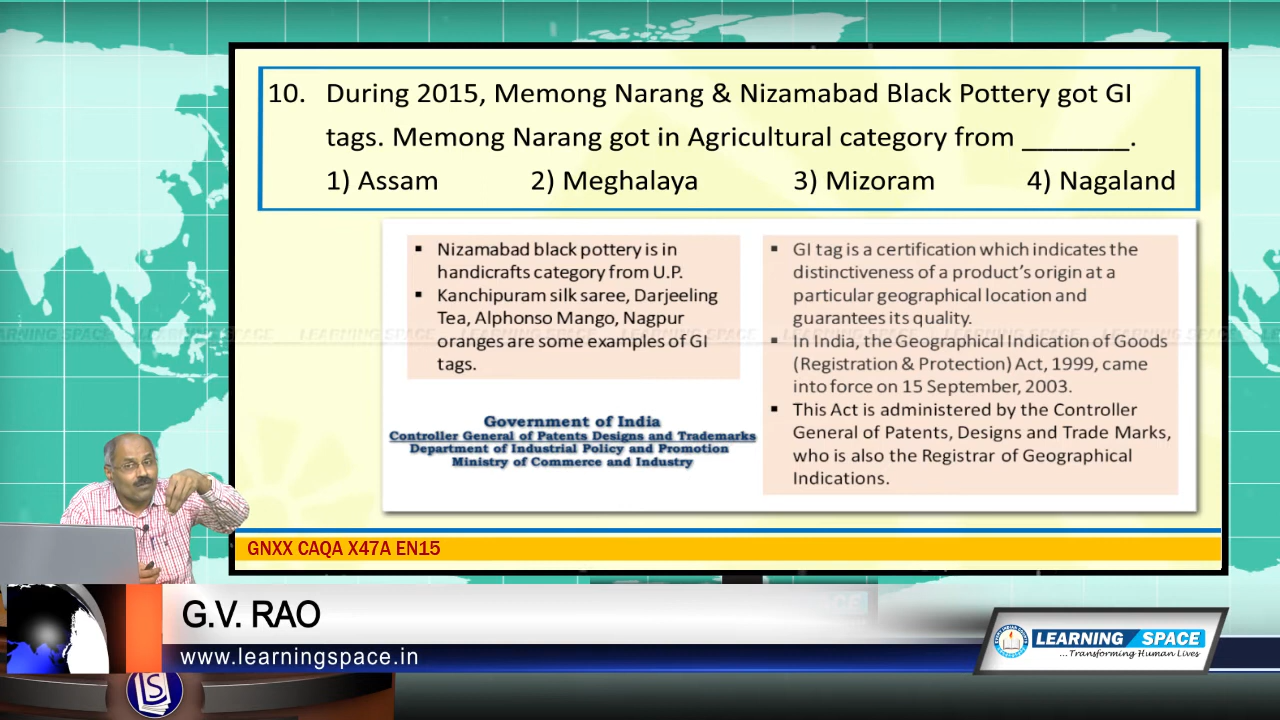 10. During 2015, Memong Narang & Nizamabad Black Pottery got GI
tags. Memong Narang got in Agricultural category from _______.
1) Assam 2) Meghalaya 3) Mizoram 4) Nagaland
▪ Nizamabad black pottery is in
handicrafts category from U.P.
▪ Kanchipuram silk saree, Darjeeling
Tea, Alphonso Mango, Nagpur
oranges are some examples of GI
tags.
Government of India
Controller General of Patents Designs and Trademarks
Department of Industrial Policy and Promotion
Ministry of Commerce and Industry
▪ GI tag is a certification which indicates the
distinctiveness of a product's origin at a
particular geographical location and
guarantees its quality.
▪ In India, the Geographical Indication of Goods
(Registration & Protection) Act, 1999, came
into force on 15 September, 2003.
▪ This Act is administered by the Controller
General of Patents, Designs and Trade Marks,
who is also the Registrar of Geographical
Indications.
LEARNING SPACE
GNXX CAQA X47A EN15
G.V. RAO
www.learningspace.in
LEARNING SPACE
...Transforming Human Lives
LS